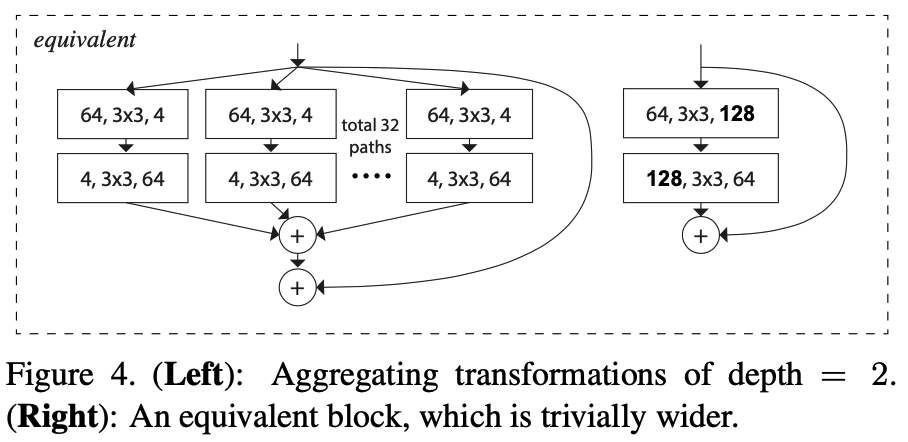 equivalent
64, 3x3, 4
64, 3x3, 4
total 32
paths
64, 3x3, 4
4, 3x3, 64
4, 3x3, 64
....
4, 3x3, 64
+
+
64, 3x3, 128
128, 3x3, 64
+
Figure 4. (Left): Aggregating transformations of depth = 2.
(Right): An equivalent block, which is trivially wider.